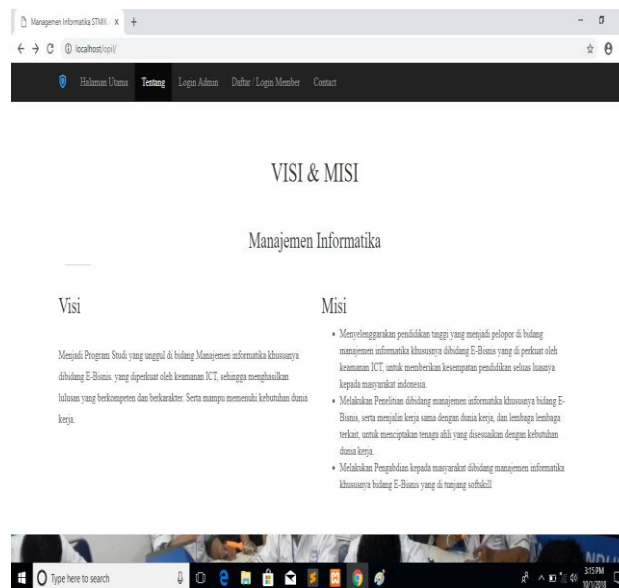 Managemen Informatika STMIK
localhost/opil/
Halaman Utama Tentang Login Admin Daftar / Login Member Contact
VISI & MISI
Manajemen Informatika
Visi
Menjadi Program Studi yang unggul di bidang Manajemen informatika khususnya
dibidang E-Bisnis, yang diperkuat oleh keamanan ICT, sehingga menghasilkan
lulusan yang berkompeten dan berkarakter. Serta mampu memenuhi kebutuhan dunia
kerja.
Misi
• Menyelenggarakan pendidikan tinggi yang menjadi pelopor di bidang
manajemen informatika khususnya dibidang E-Bisnis yang di perkuat oleh
keamanan ICT, untuk memberikan kesempatan pendidikan seluas luasnya
kepada masyarakat indonesia.
• Melakukan Penelitian dibidang manajemen informatika khususnya bidang E-
Bisnis, serta menjalin kerja sama dengan dunia kerja, dan lembaga lembaga
terkait, untuk menciptakan tenaga ahli yang disesuaikan dengan kebutuhan
dunia kerja.
• Melakukan Pengabdian kepada masyarakat dibidang manajemen informatika
khususnya bidang E-Bisnis yang di tunjang softskill
Type here to search
3:15 PM
10/1/2018